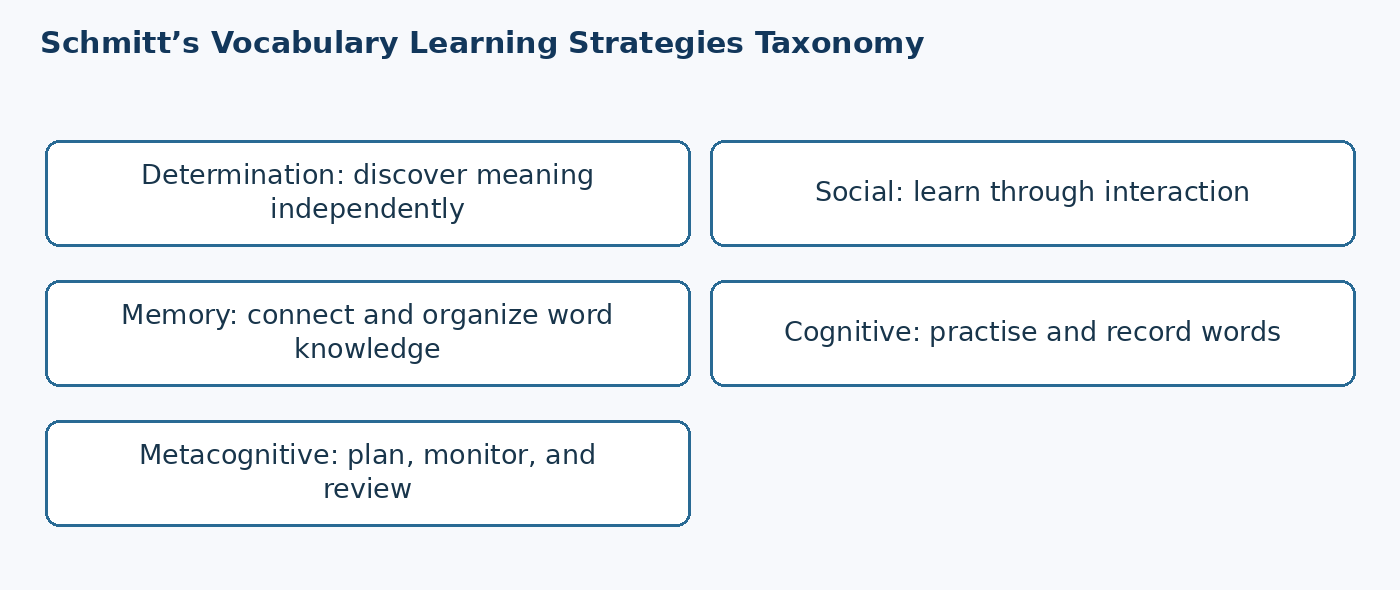 Schmitt’s Vocabulary Learning Strategies Taxonomy
Determination: discover meaning
independently
Social: learn through interaction
Memory: connect and organize word
knowledge
Cognitive: practise and record words
Metacognitive: plan, monitor, and
review